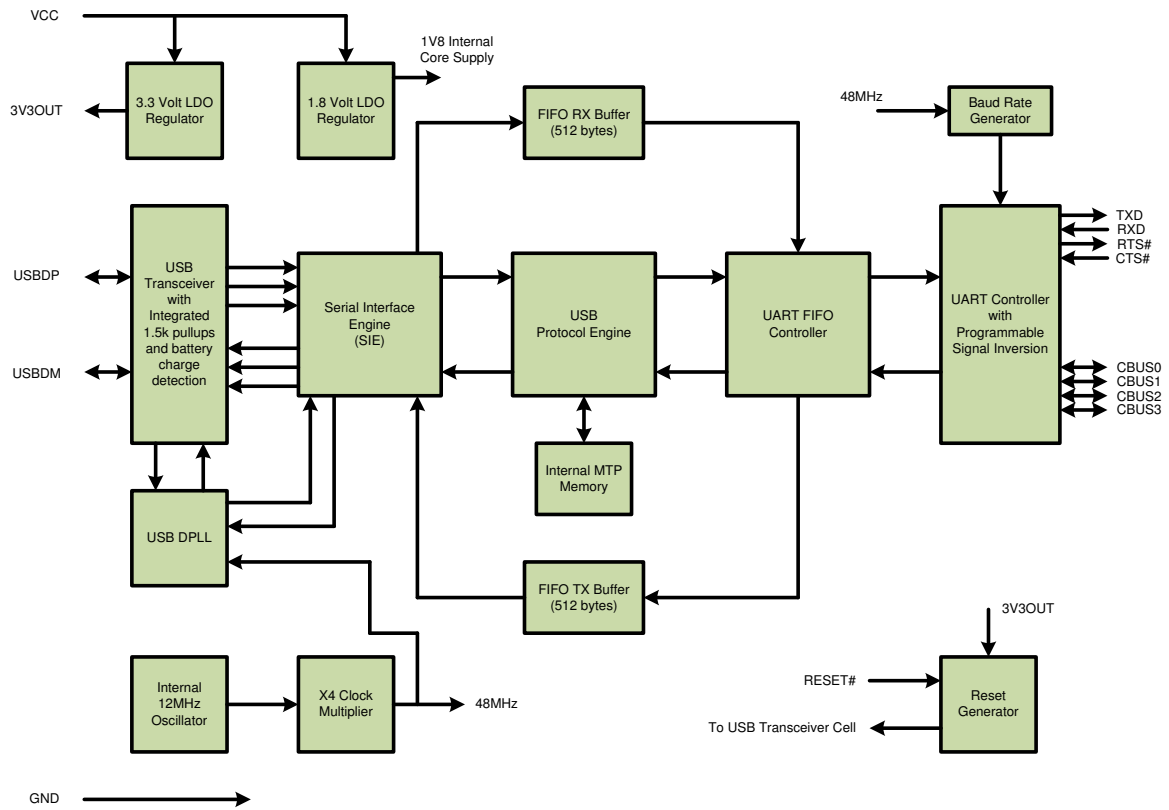 VCC
1V8 Internal
Core Supply
3V3OUT
3.3 Volt LDO
Regulator
1.8 Volt LDO
Regulator
FIFO RX Buffer
(512 bytes)
48MHz
Baud Rate
Generator
USBDP
USBDM
USB
Transceiver
with
Integrated
1.5k pullups
and battery
charge
detection
Serial Interface
Engine
(SIE)
USB
Protocol Engine
UART FIFO
Controller
UART Controller
with
Programmable
Signal Inversion
TXD
RXD
RTS#
CTS#
CBUS0
CBUS1
CBUS2
CBUS3
Internal MTP
Memory
USB DPLL
FIFO TX Buffer
(512 bytes)
Internal
12MHz
Oscillator
X4 Clock
Multiplier
48MHz
3V3OUT
RESET#
To USB Transceiver Cell
Reset
Generator
GND